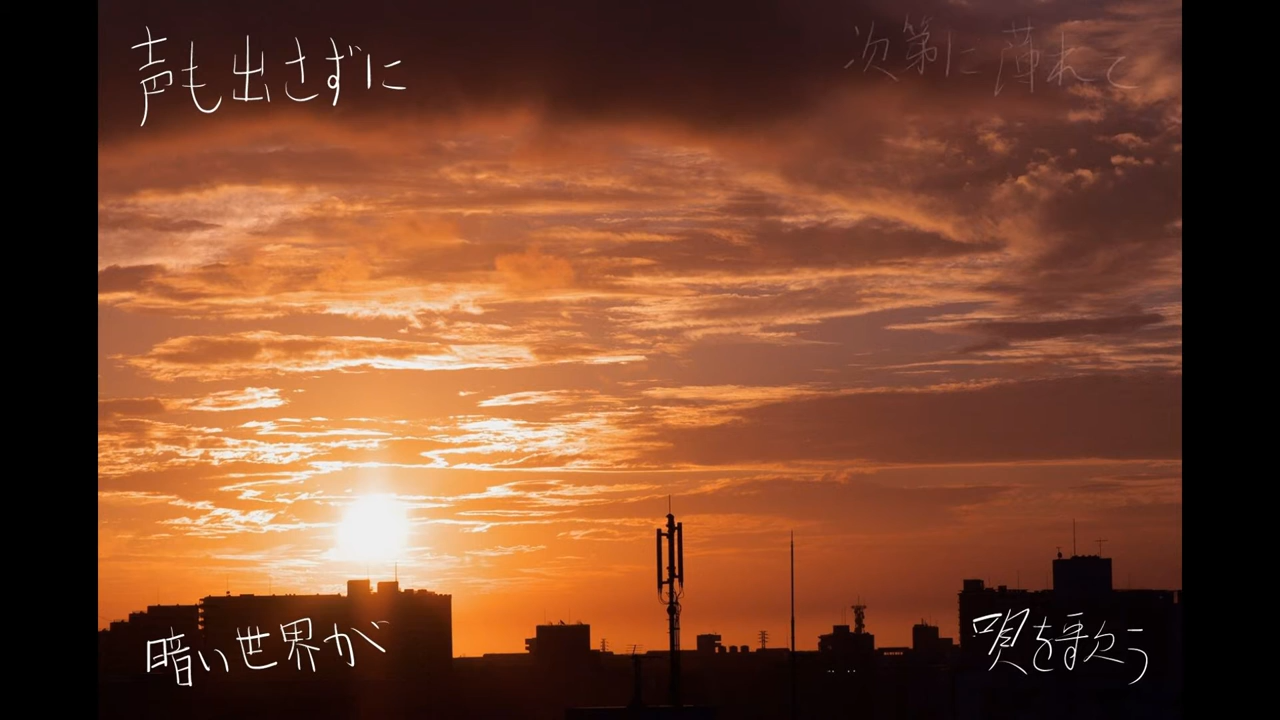 声も出さずに
次第に薄れて
暗い世界が
唄を歌う